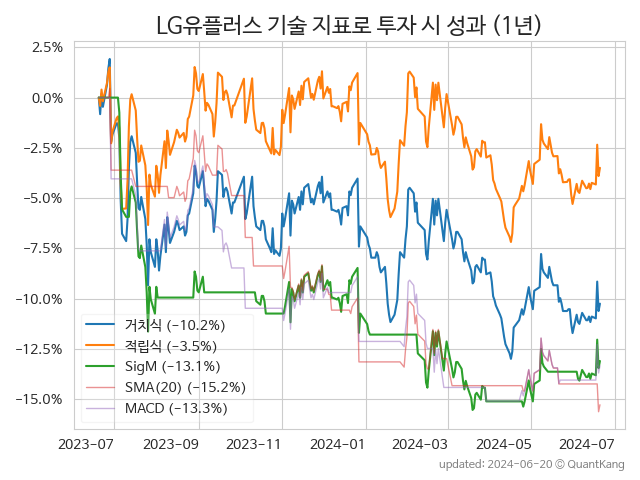 LG유플러스 기술 지표로 투자 시 성과 (1년)
2.5%
0.0%
−2.5%
−5.0%
−7.5%
−10.0%
−12.5%
−15.0%
거치식 (−10.2%)
적립식 (−3.5%)
SigM (−13.1%)
SMA(20) (−15.2%)
MACD (−13.3%)
2023-07
2023-09
2023-11
2024-01
2024-03
2024-05
2024-07
updated: 2024-06-20 @ QuantKang